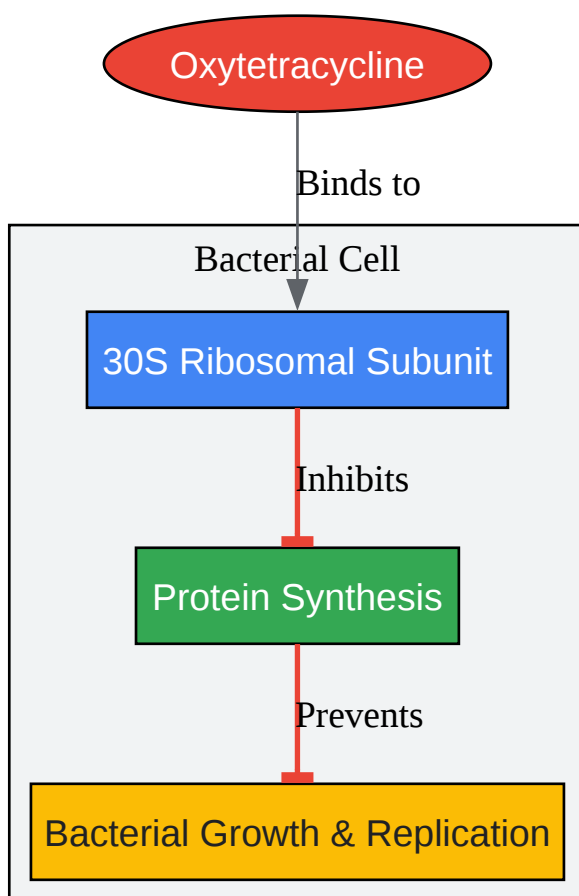 Oxytetracycline
Binds to
Bacterial Cell
30S Ribosomal Subunit
Inhibits
Protein Synthesis
Prevents
Bacterial Growth & Replication